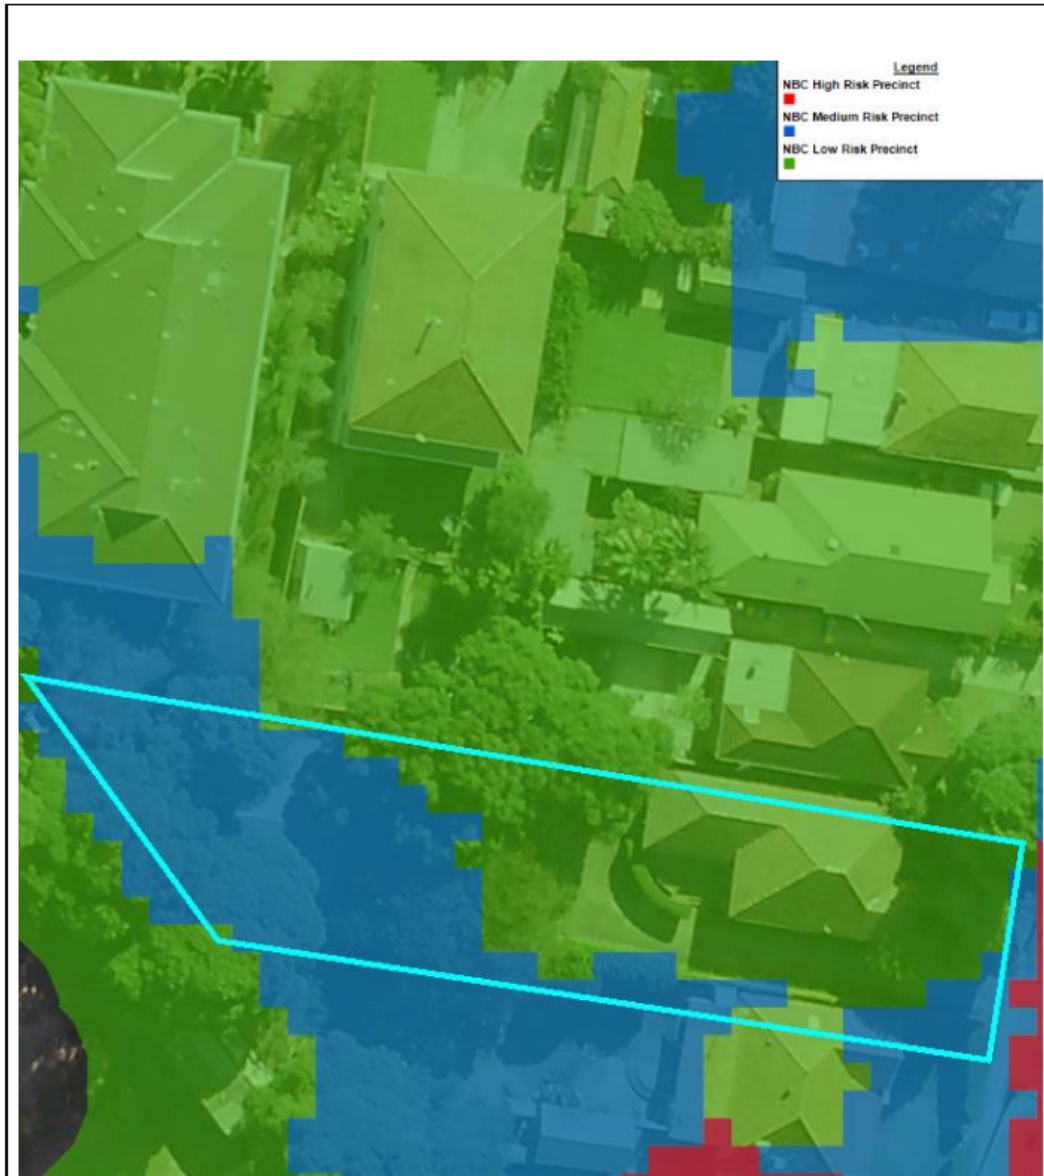 Legend
NBC High Risk Precinct
NBC Medium Risk Precinct
NBC Low Risk Precinct